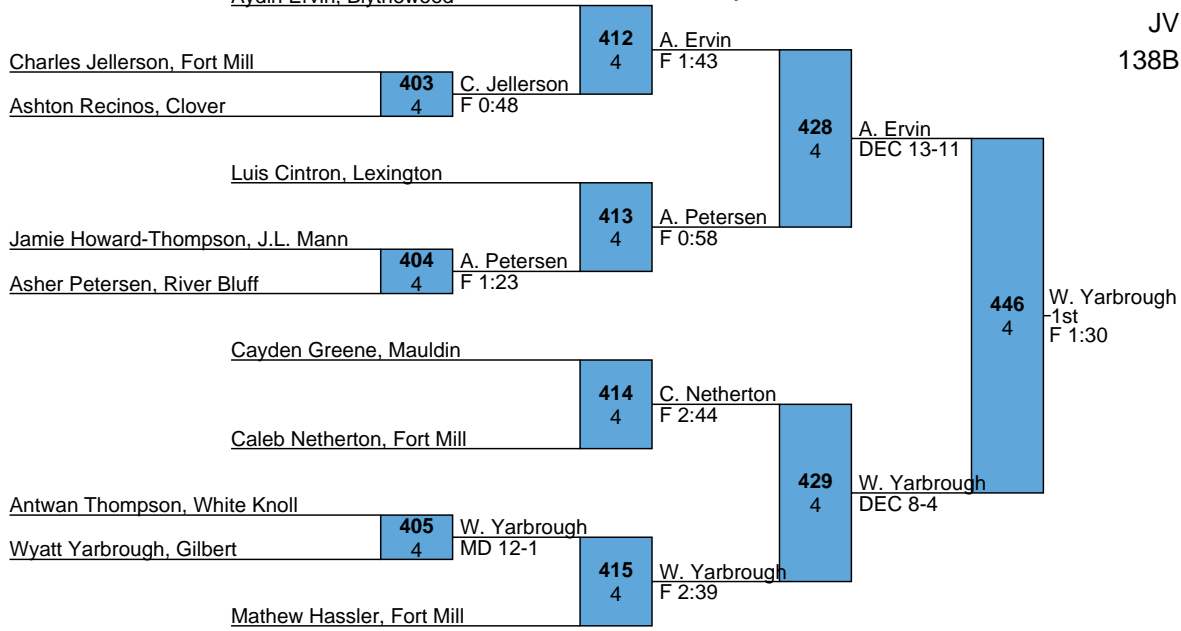 Aydin Ervin, Blythewood
JV
138B
412
4
A. Ervin
F 1:43
Charles Jellerson, Fort Mill
403
4
C. Jellerson
F 0:48
Ashton Recinos, Clover
428
4
A. Ervin
DEC 13-11
Luis Cintron, Lexington
413
4
A. Petersen
F 0:58
Jamie Howard-Thompson, J.L. Mann
404
4
A. Petersen
F 1:23
Asher Petersen, River Bluff
446
4
W. Yarbrough
1st
F 1:30
Cayden Greene, Mauldin
414
4
C. Netherton
F 2:44
Caleb Netherton, Fort Mill
429
4
W. Yarbrough
DEC 8-4
Antwan Thompson, White Knoll
405
4
W. Yarbrough
MD 12-1
Wyatt Yarbrough, Gilbert
415
4
W. Yarbrough
F 2:39
Mathew Hassler, Fort Mill